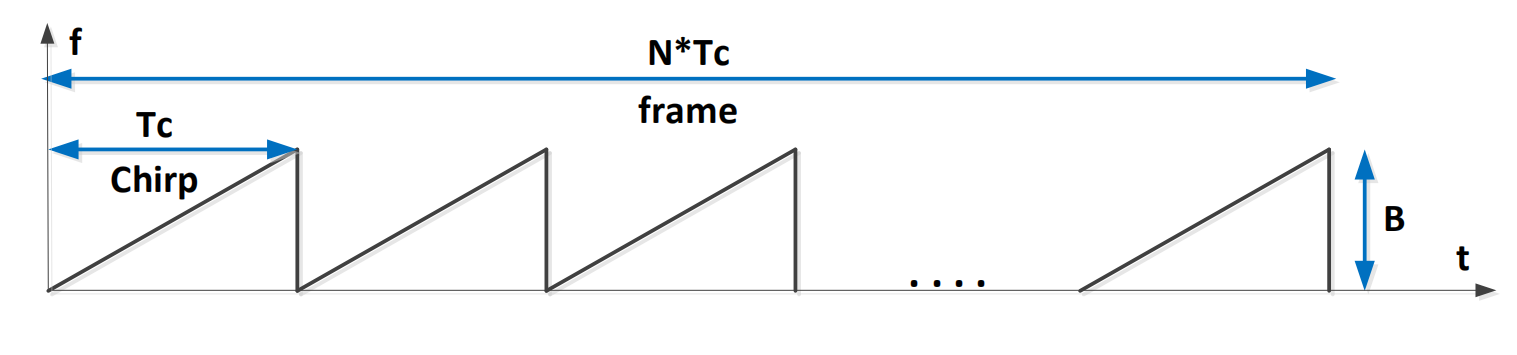 f
N*Tc
frame
Tc
Chirp
B
t
. . . .